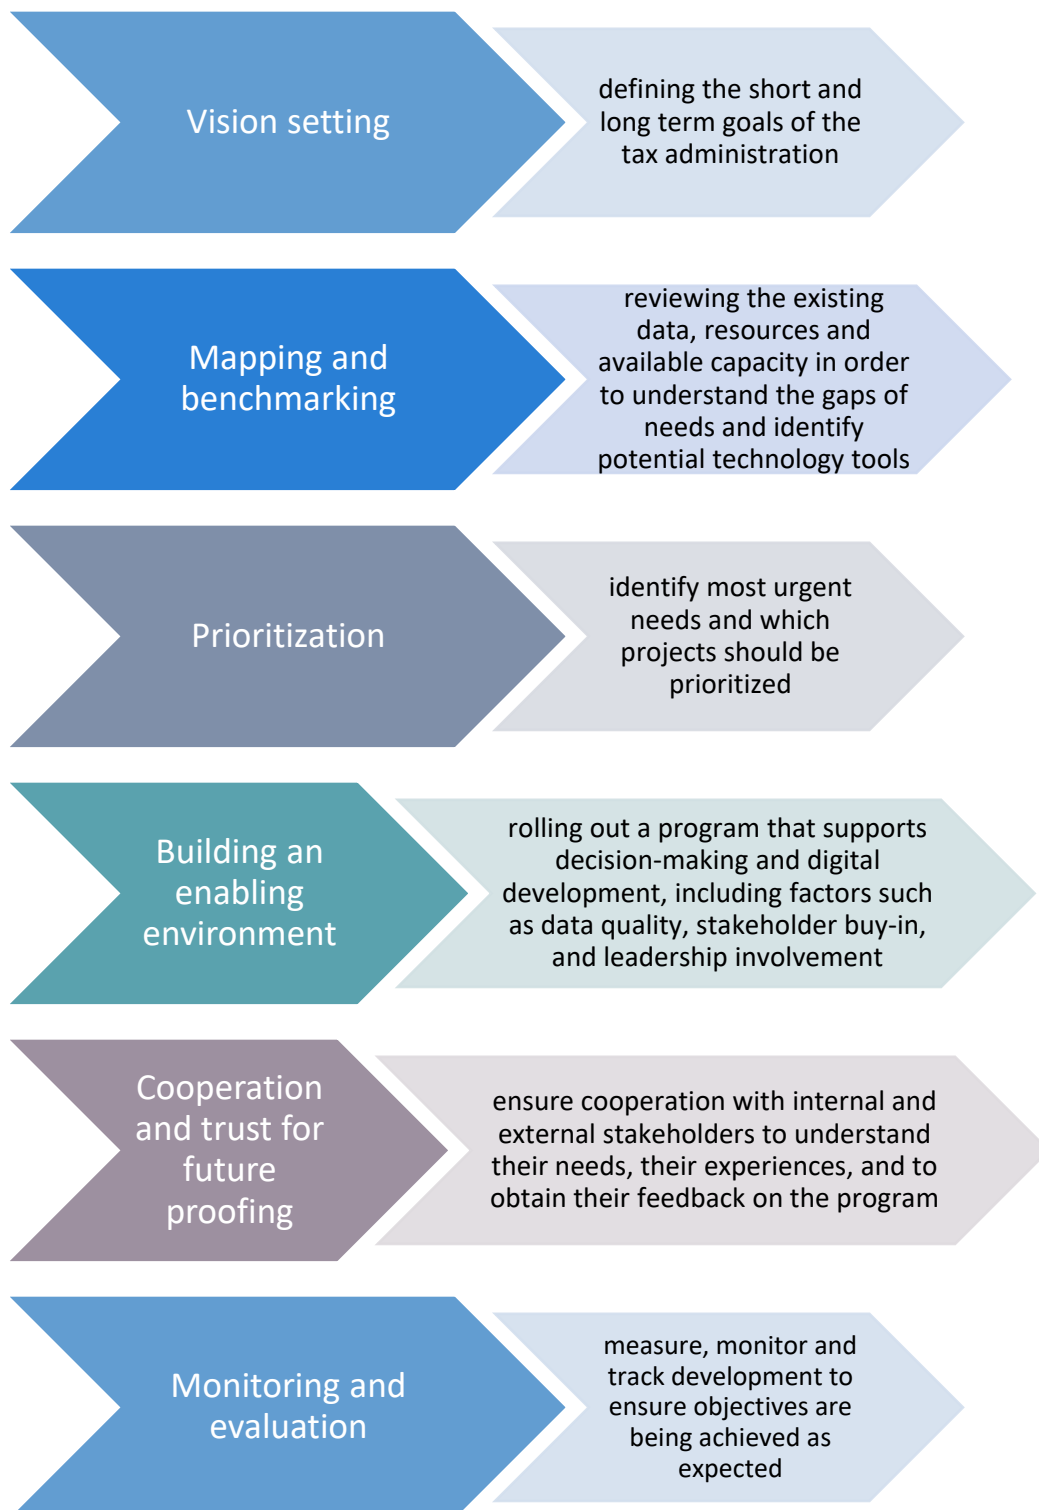 Vision setting
defining the short and
long term goals of the
tax administration
Mapping and
benchmarking
reviewing the existing
data, resources and
available capacity in order
to understand the gaps of
needs and identify
potential technology tools
Prioritization
identify most urgent
needs and which
projects should be
prioritized
Building an
enabling
environment
rolling out a program that supports
decision-making and digital
development, including factors such
as data quality, stakeholder buy-in,
and leadership involvement
Cooperation
and trust for
future
proofing
ensure cooperation with internal and
external stakeholders to understand
their needs, their experiences, and to
obtain their feedback on the program
Monitoring and
evaluation
measure, monitor and
track development to
ensure objectives are
being achieved as
expected